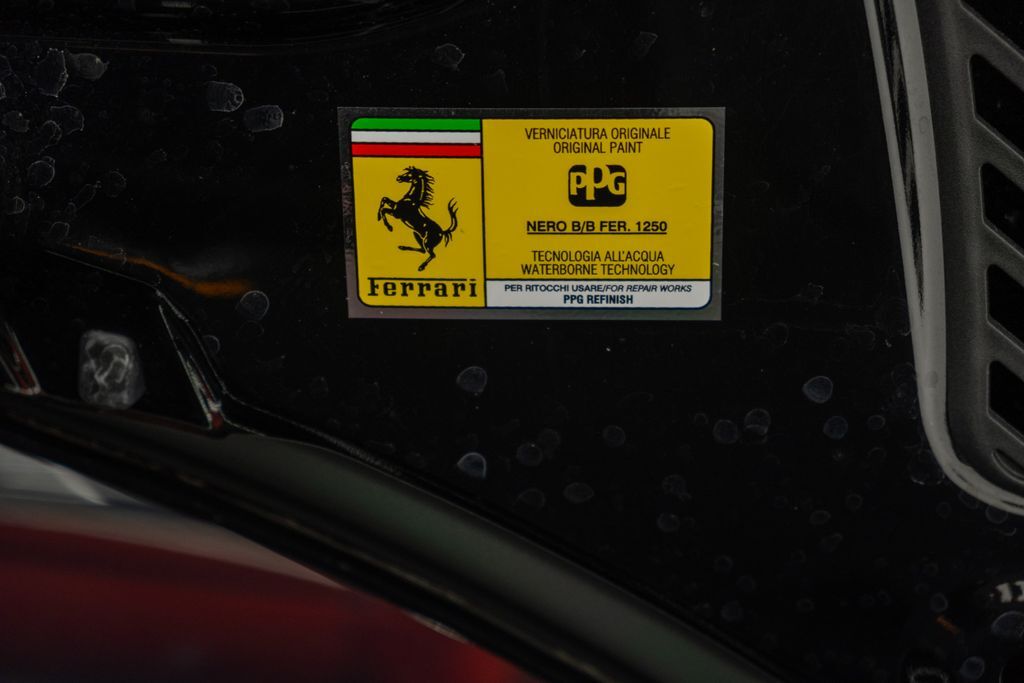 Ferrari
VERNICIATURA ORIGINALE
ORIGINAL PAINT
PPG
NERO B/B FER. 1250
TECNOLOGIA ALL'ACQUA
WATERBORNE TECHNOLOGY
PER RITOCCHI USARE/FOR REPAIR WORKS
PPG REFINISH